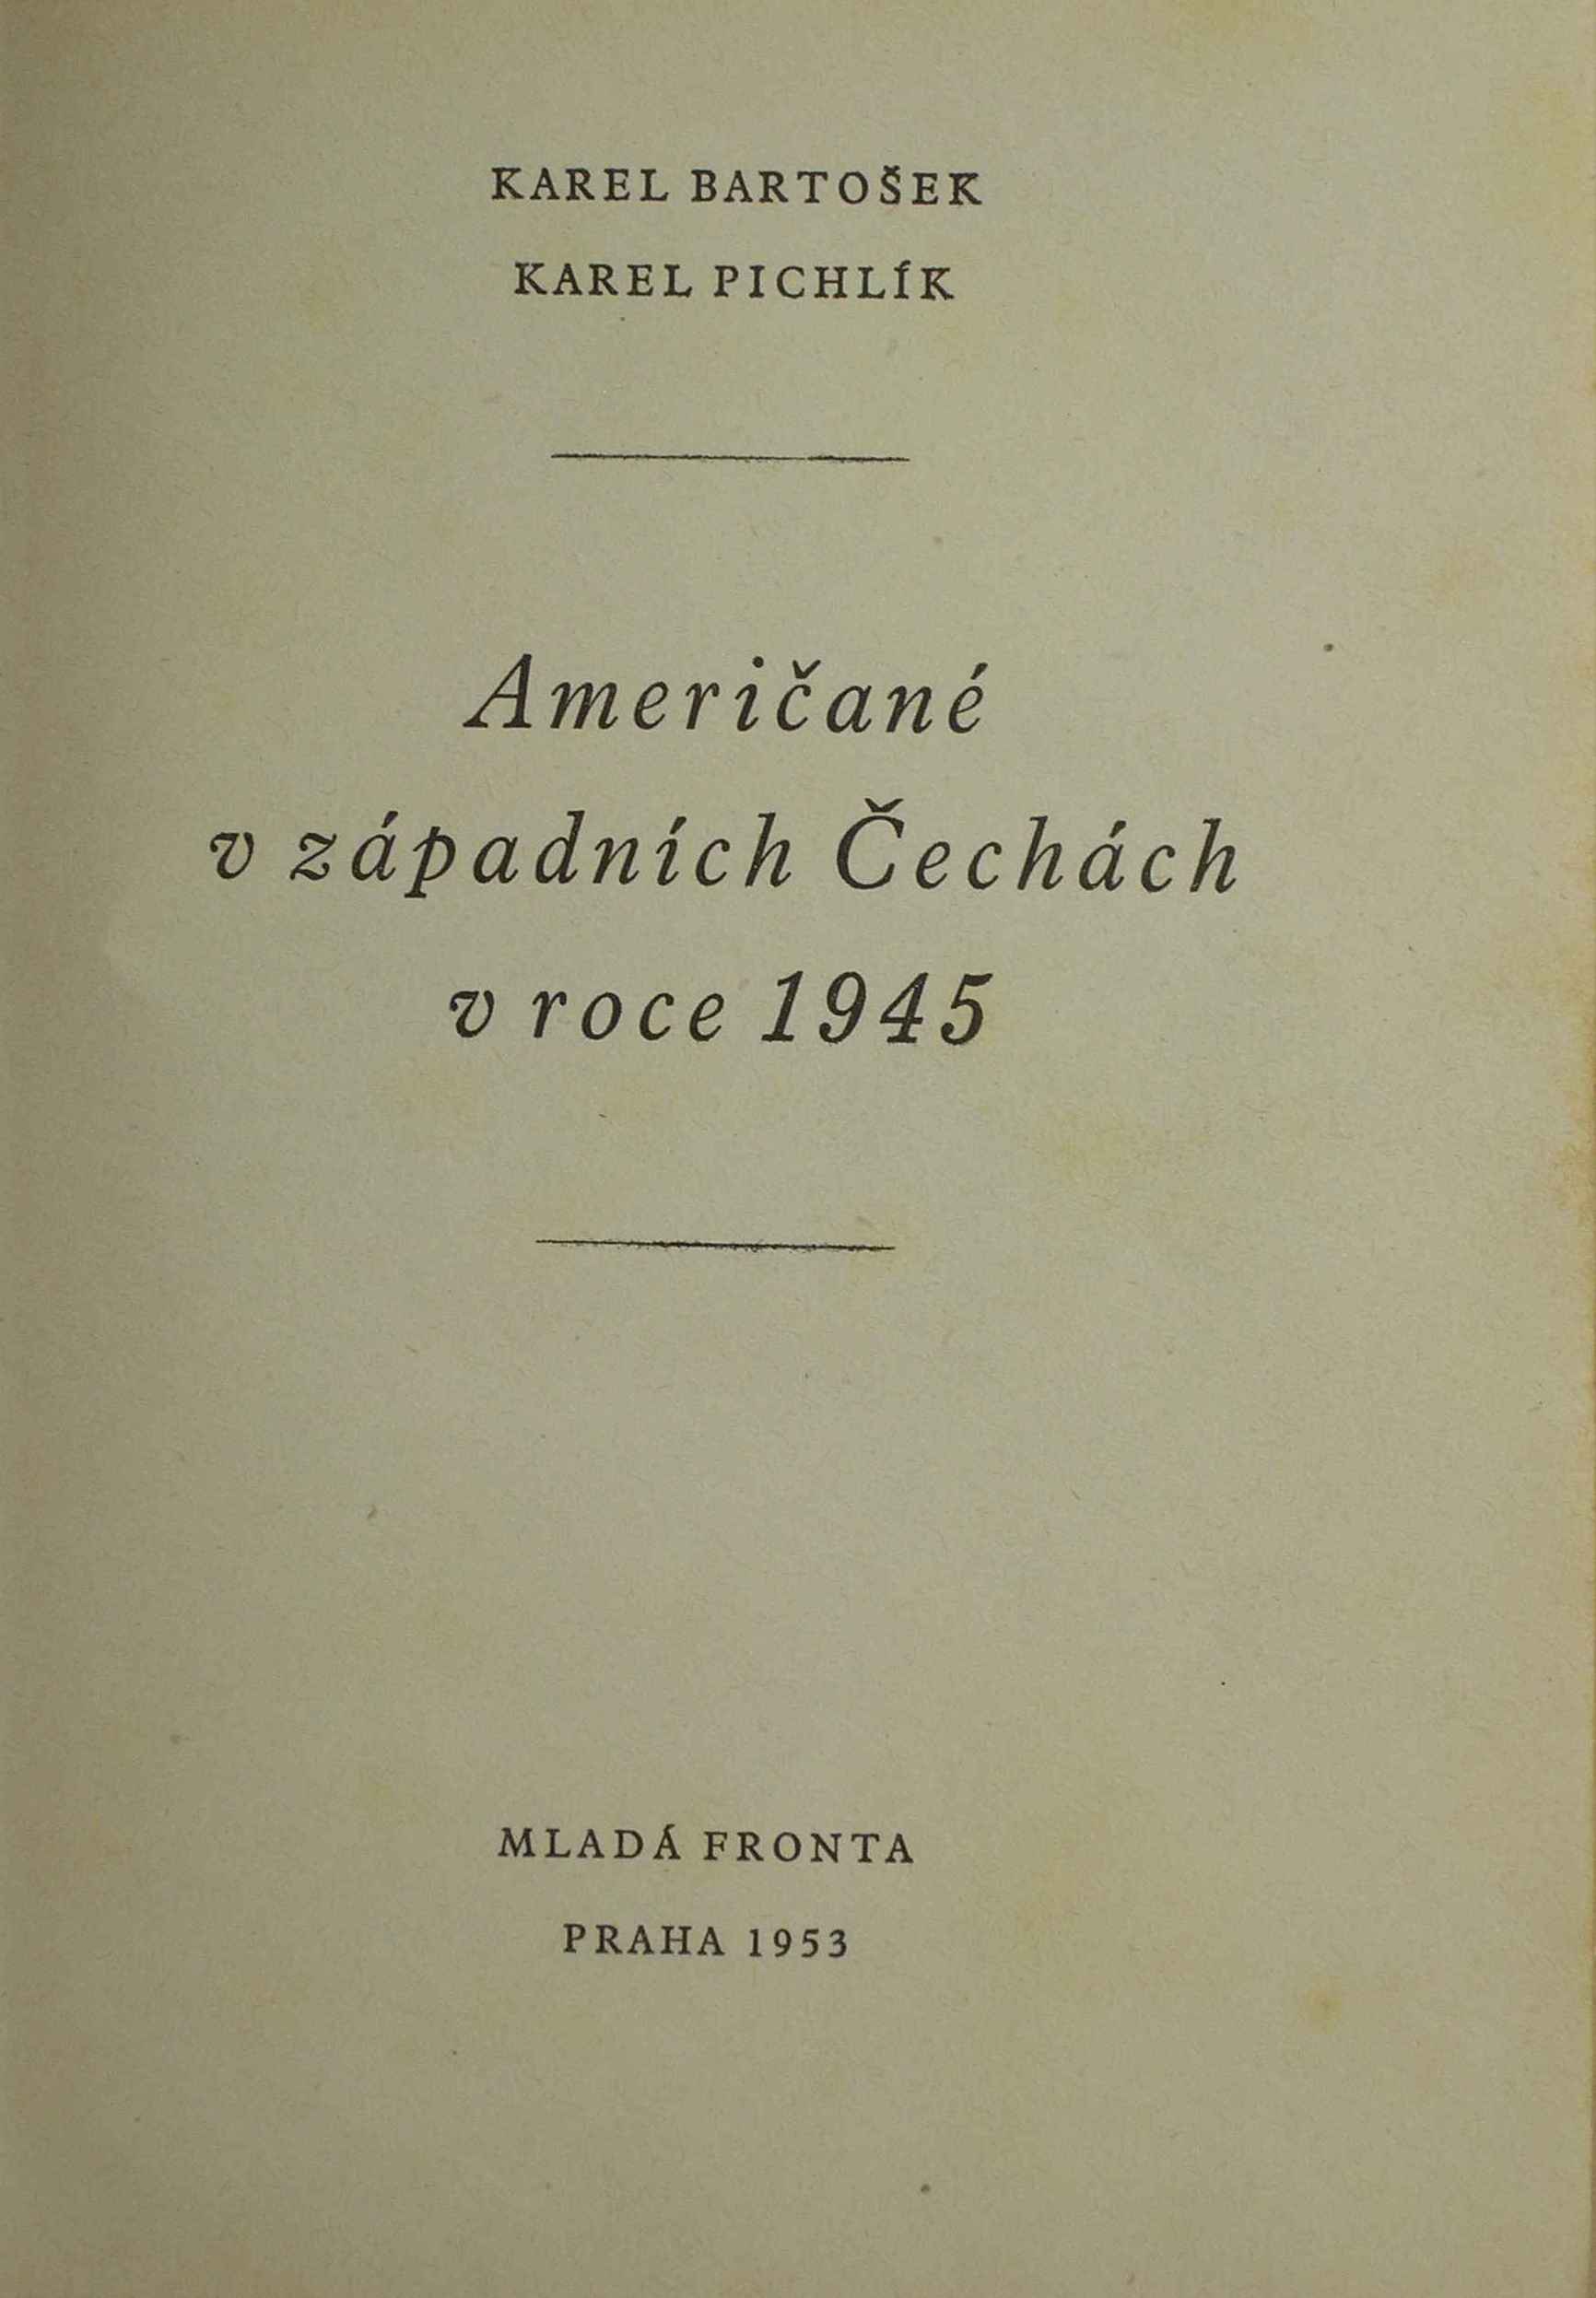 KAREL BARTOŠEK
KAREL PICHLÍK
Američané
v západních Čechách
v roce 1945
MLADÁ FRONTA
PRAHA 1953